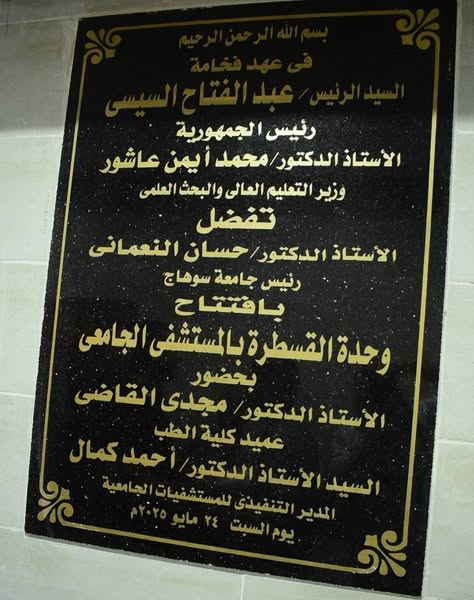 بسم الله الرحمن الرحيم
فى عهد فخامة
السيد الرئيس / عبد الفتاح السيسى
رئيس الجمهورية
الأستاذ الدكتور/ محمد أيمن عاشور
وزير التعليم العالى والبحث العلمى
تفضل
الأستاذ الدكتور/ حسان النعمانى
رئيس جامعة سوهاج
بافتتاح
وحدة القسطرة بالمستشفى الجامعى
بحضور
الأستاذ الدكتور/ مجدى القاضى
عميد كلية الطب
السيد الأستاذ الدكتور/ أحمد كمال
المدير التنفيذى للمستشفيات الجامعية
يوم السبت ٢٤ مايو ٢٠٢٥م